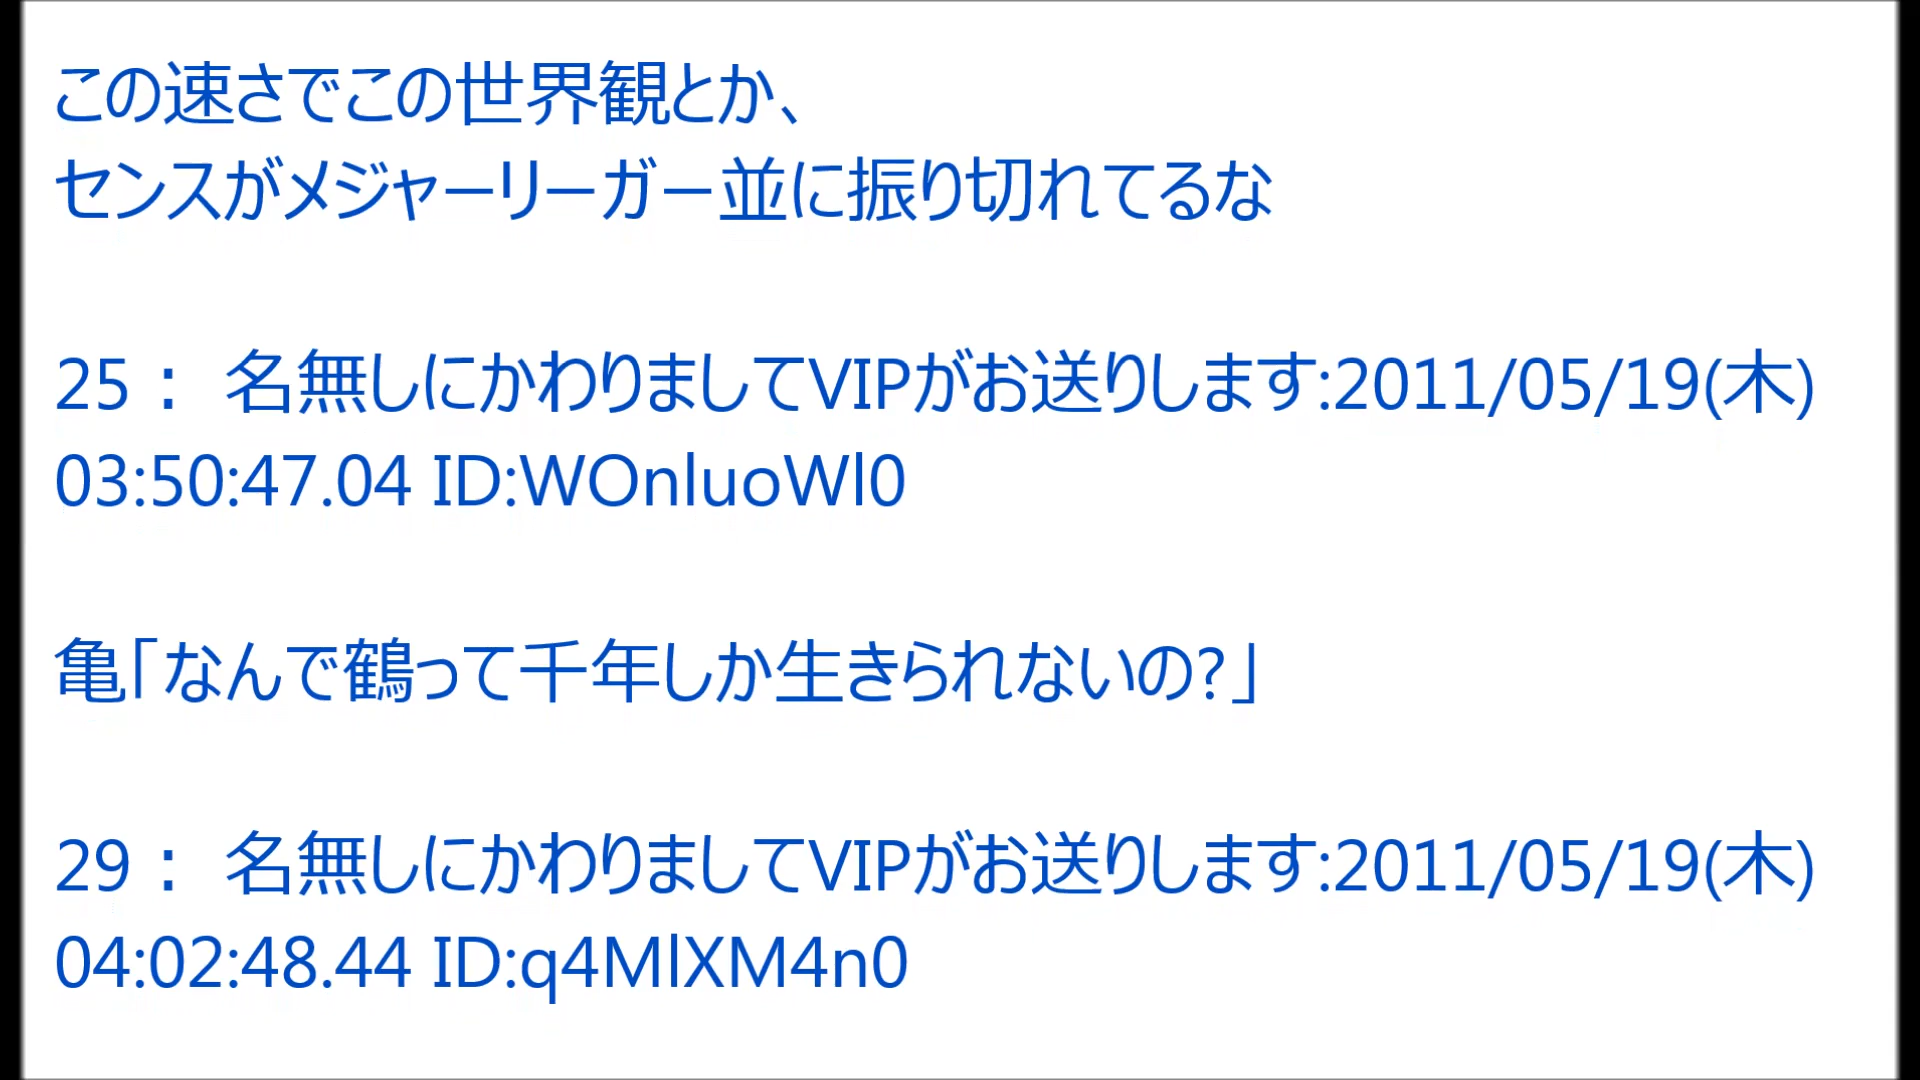 この速さでこの世界観とか、
センスがメジャーリーガー並に振り切れてるな
25： 名無しにかわりましてVIPがお送りします:2011/05/19(木)
03:50:47.04 ID:WOnluoWl0
亀「なんで鶴って千年しか生きられないの?」
29： 名無しにかわりましてVIPがお送りします:2011/05/19(木)
04:02:48.44 ID:q4MlXM4n0